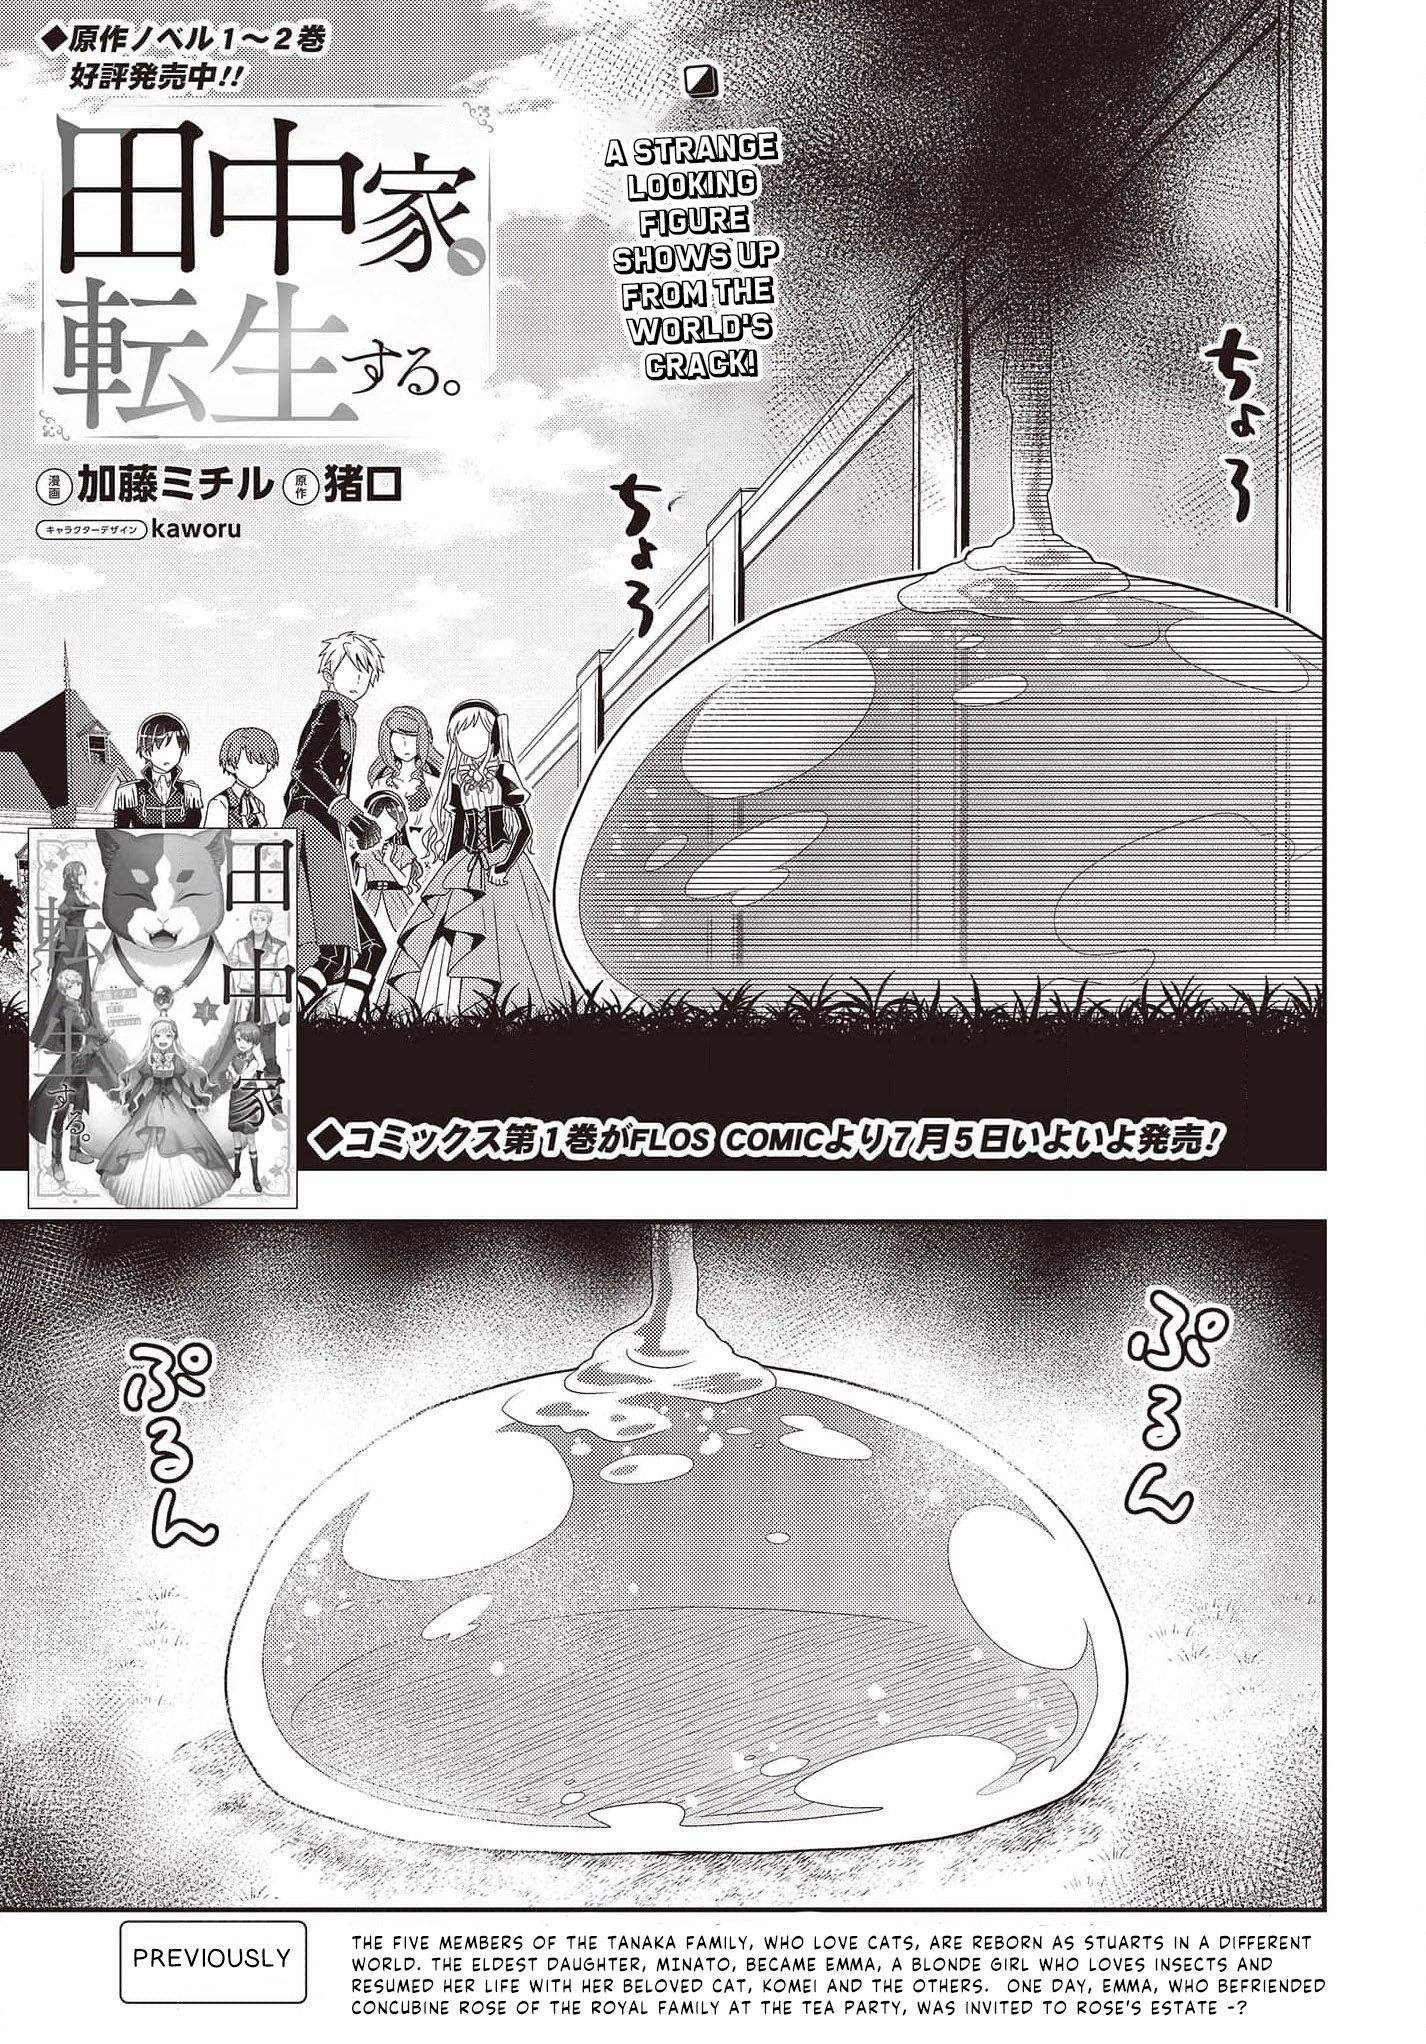 ◆原作ノベル1～2巻
好評発売中!!
田中家、
転生する。
漫画 加藤ミチル 原作 猪口
キャラクターデザイン kaworu
A STRANGE
LOOKING
FIGURE
SHOWS UP
FROM THE
WORLD'S
CRACK!
ちょろ
ちょろ
田中家、
転生する。
1
◆コミックス第1巻がFLOS COMICより7月5日いよいよ発売!
ぷるん
ぷるん
PREVIOUSLY
THE FIVE MEMBERS OF THE TANAKA FAMILY, WHO LOVE CATS, ARE REBORN AS STUARTS IN A DIFFERENT
WORLD. THE ELDEST DAUGHTER, MINATO, BECAME EMMA, A BLONDE GIRL WHO LOVES INSECTS AND
RESUMED HER LIFE WITH HER BELOVED CAT, KOMEI AND THE OTHERS. ONE DAY, EMMA, WHO BEFRIENDED
CONCUBINE ROSE OF THE ROYAL FAMILY AT THE TEA PARTY, WAS INVITED TO ROSE'S ESTATE -?